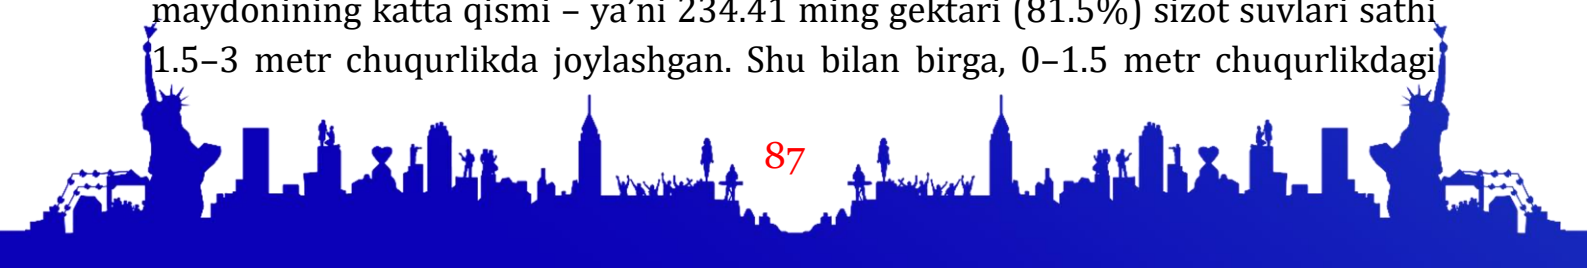 maydonining katta qismi – ya’ni 234.41 ming gektari (81.5%) sizot suvlari sathi
1.5–3 metr chuqurlikda joylashgan. Shu bilan birga, 0–1.5 metr chuqurlikdagi
87